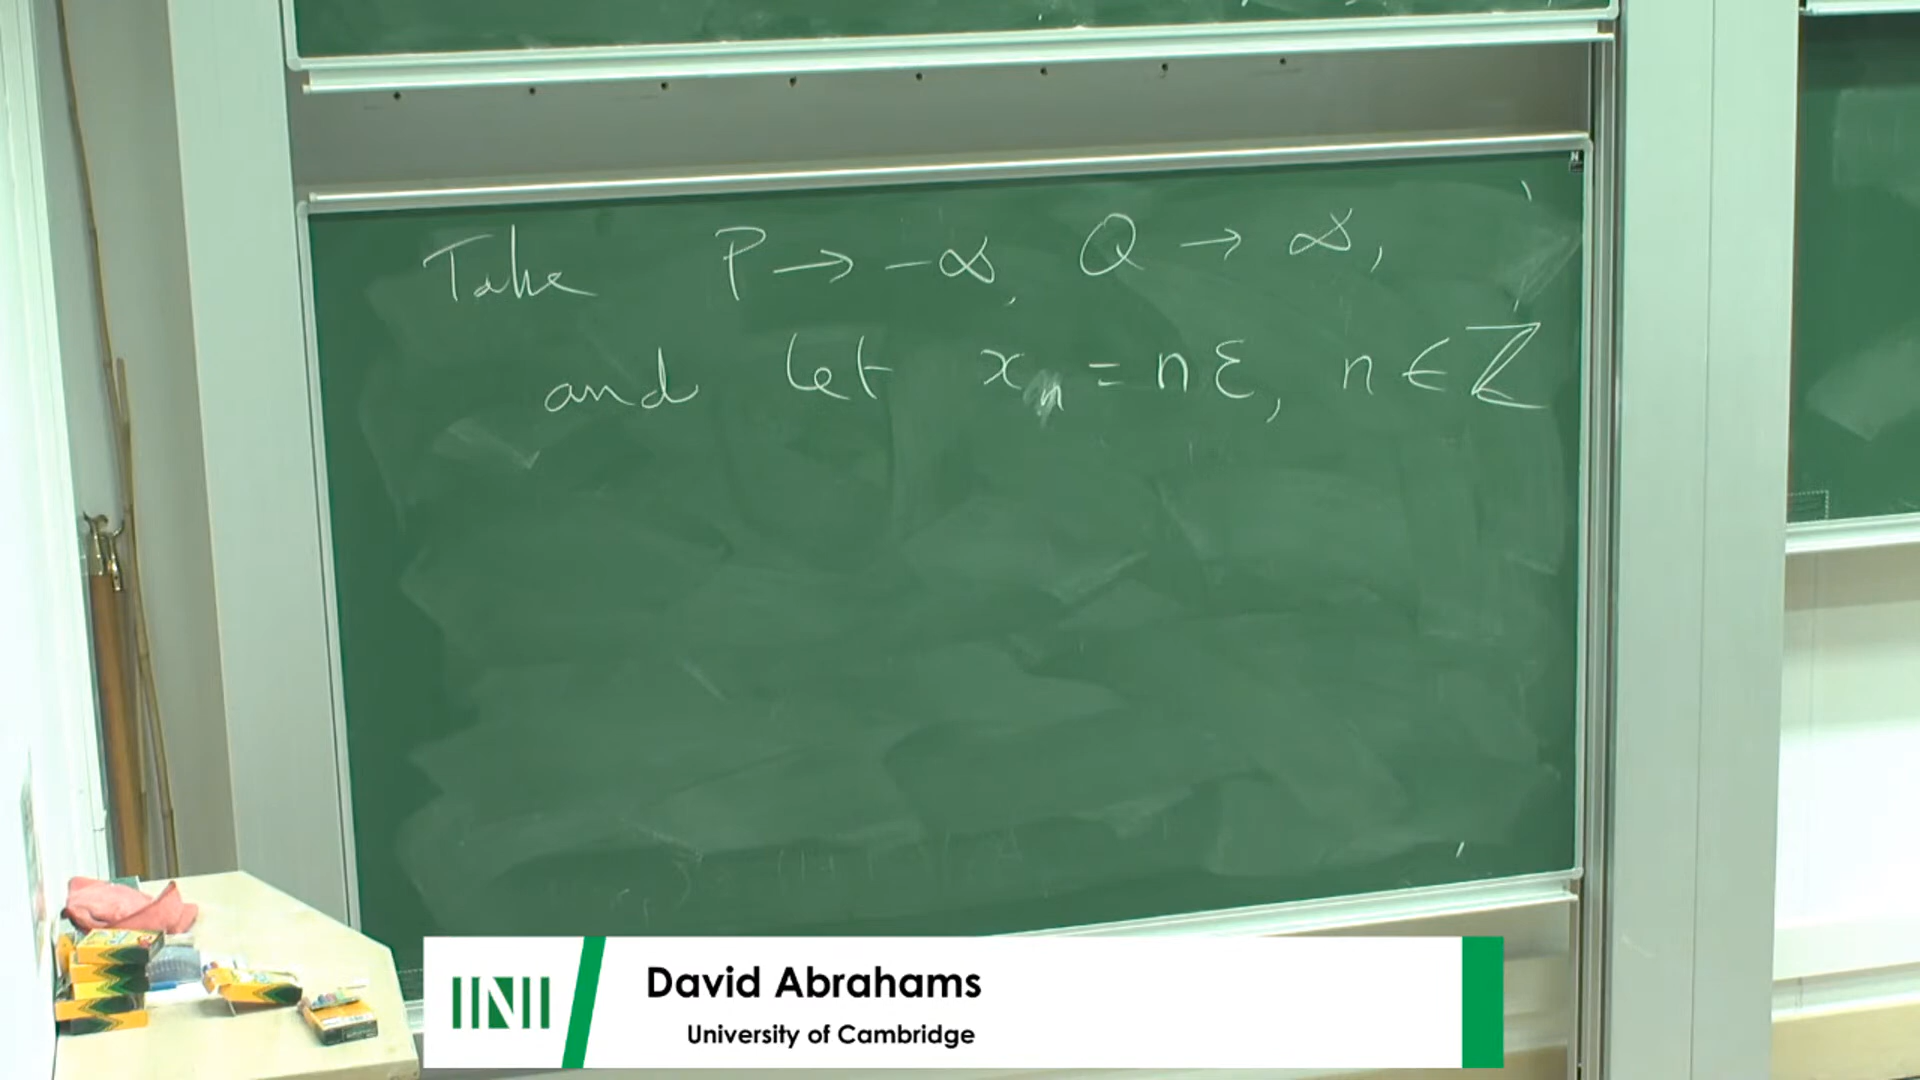 Take P → -∞, Q → ∞,
and let xₙ = nε, n ∈ ℤ
INI
David Abrahams
University of Cambridge